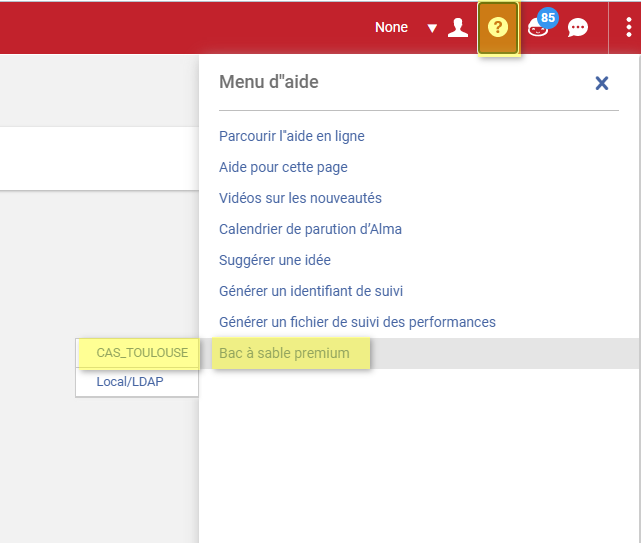 None
?
85
Menu d"aide
Parcourir l"aide en ligne
Aide pour cette page
Vidéos sur les nouveautés
Calendrier de parution d’Alma
Suggérer une idée
Générer un identifiant de suivi
Générer un fichier de suivi des performances
CAS_TOULOUSE Bac à sable premium
Local/LDAP